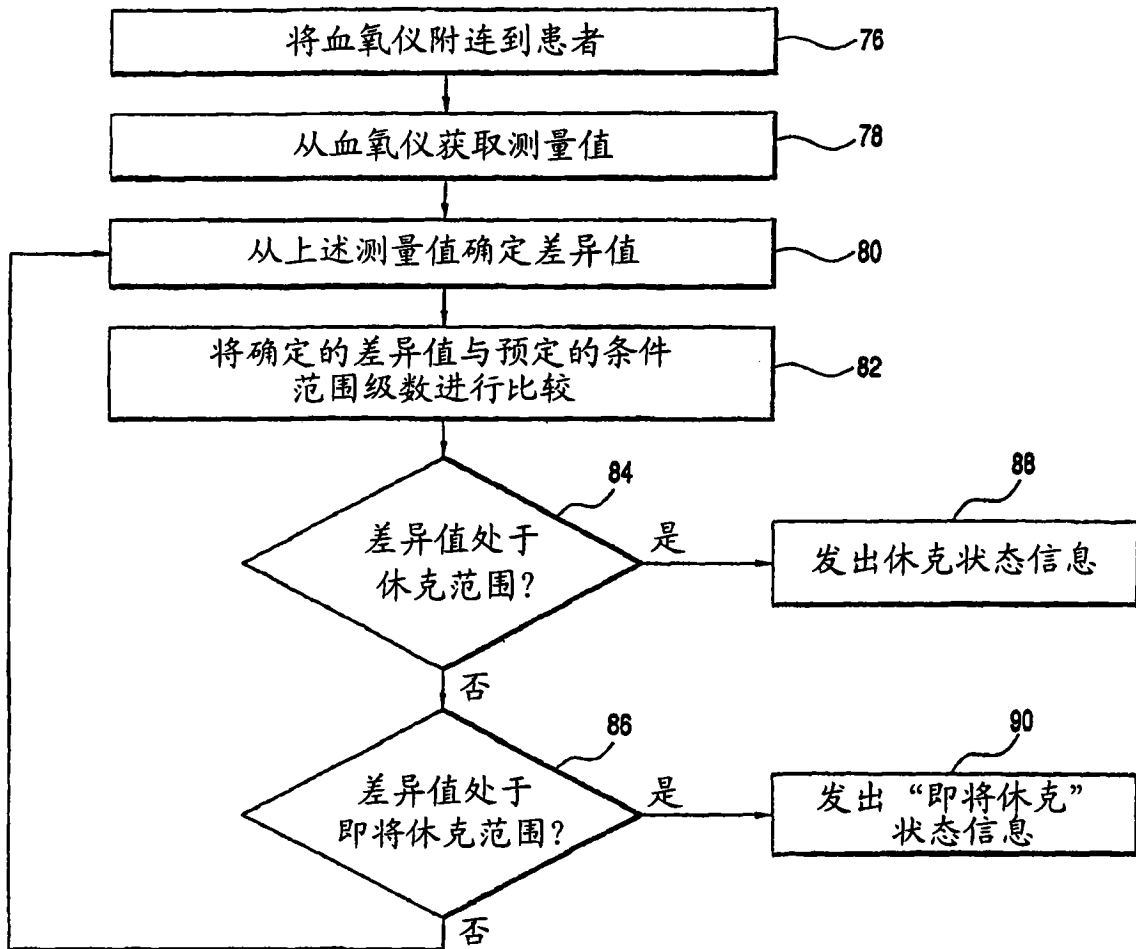 将血氧仪附连到患者
76
从血氧仪获取测量值
78
从上述测量值确定差异值
80
将确定的差异值与预定的条件
范围级数进行比较
82
84
差异值处于
休克范围?
是
88
发出休克状态信息
否
86
差异值处于
即将休克范围?
是
90
发出“即将休克”
状态信息
否